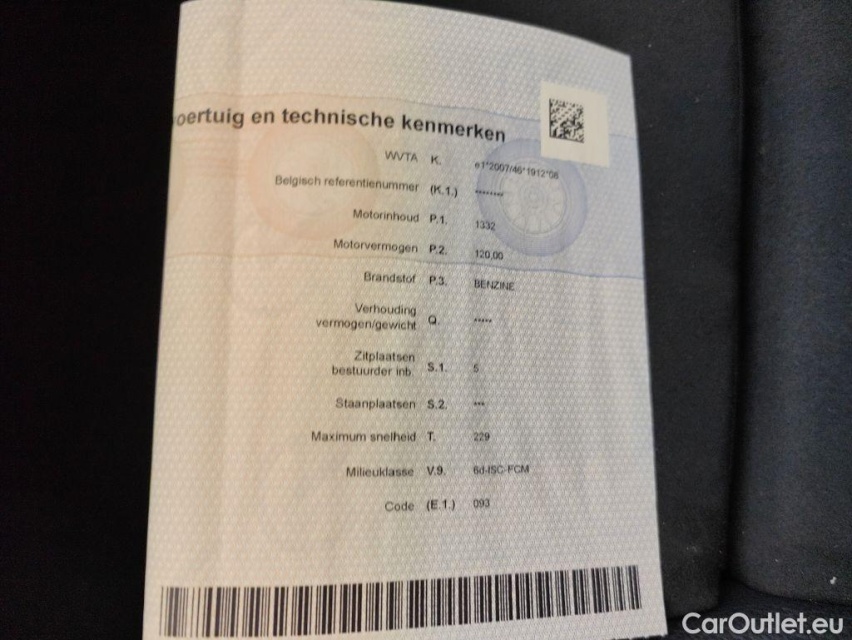 oertuig en technische kenmerken
WVTA K. e1*2007/46*1912*06
Belgisch referentienummer (K.1.) ********
Motorinhoud P.1. 1332
Motorvermogen P.2. 120,00
Brandstof P.3. BENZINE
Verhouding
vermogen/gewicht Q. *****
Zitplaatsen
bestuurder inb. S.1. 5
Staanplaatsen S.2. ***
Maximum snelheid T. 229
Milieuklasse V.9. 6d-ISC-FCM
Code (E.1.) 093
CarOutlet.eu